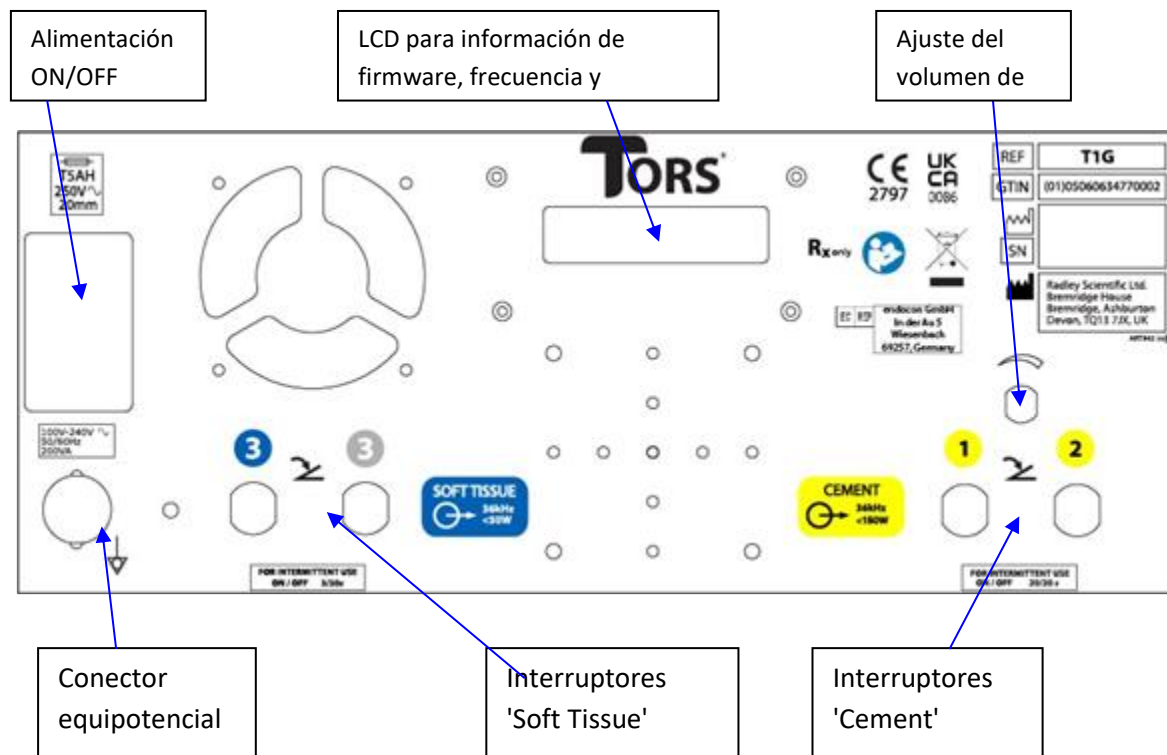 Alimentación
ON/OFF
LCD para información de
firmware, frecuencia y
Ajuste del
volumen de
T5AH
250V
20mm
TORS
CE
2797
UK
CA
0086
REF
T1G
GTIN
(01)05060634770002
SN
Rx only
Radley Scientific Ltd.
Bremridge House
Bremridge, Ashburton
Devon, TQ13 7JX, UK
EC REP
endocon GmbH
In der Au 5
Wiesenbach
69257, Germany
100V-240V
50/60Hz
200VA
3
3
1
2
SOFT TISSUE
36kHz
<50W
CEMENT
36kHz
<150W
FOR INTERMITTENT USE
ON / OFF
FOR INTERMITTENT USE
ON / OFF
Conector
equipotencial
Interruptores
'Soft Tissue'
Interruptores
'Cement'